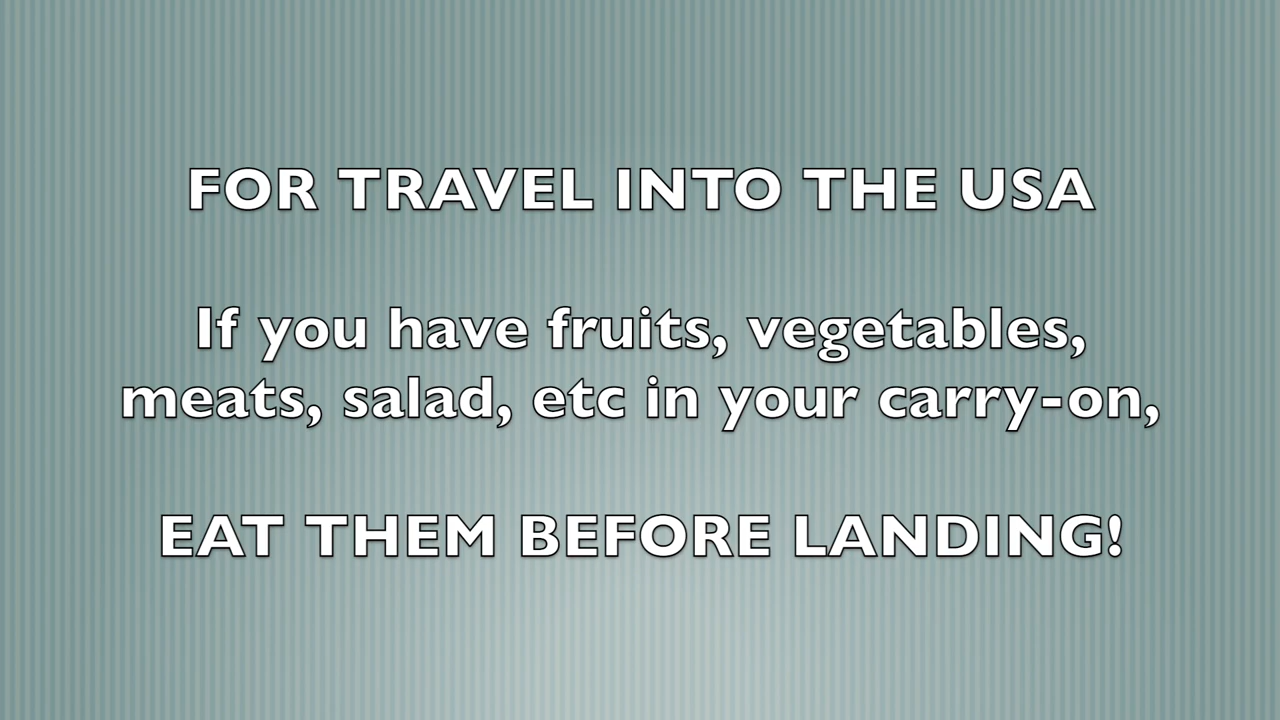 FOR TRAVEL INTO THE USA
If you have fruits, vegetables,
meats, salad, etc in your carry-on,
EAT THEM BEFORE LANDING!